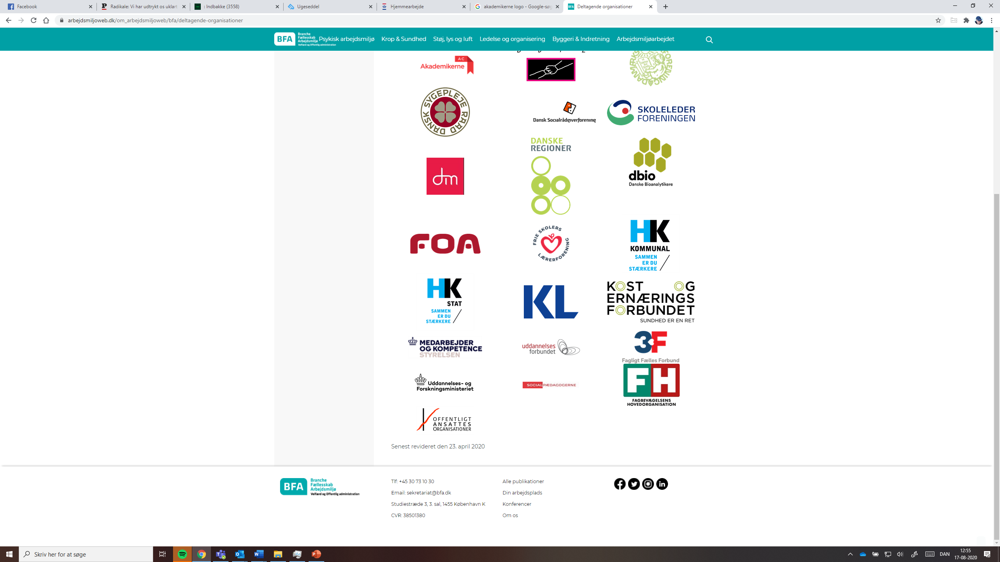 Facebook
Radikale: Vi har udtrykt os uklart
: Indbakke (3558)
Ugeseddel
Hjemmearbejde
akademikerne logo - Google-søg
BFA Deltagende organisationer
arbejdsmiljoweb.dk/om_arbejdsmiljoweb/bfa/deltagende-organisationer
BFA
Branche
Fællesskab
Arbejdsmiljø
Velfærd og Offentlig administration
Psykisk arbejdsmiljø
Krop & Sundhed
Støj, lys og luft
Ledelse og organisering
Byggeri & Indretning
Arbejdsmiljøarbejdet
AC
Akademikerne
DANSK SYGEPLEJERAAD
Dansk Socialrådgiverforening
SKOLELEDER
FORENINGEN
dm
DANSKE
REGIONER
dbio
Danske Bioanalytikere
FOA
FRIE SKOLERS
LÆRERFORENING
HK
KOMMUNAL
SAMMEN
ER DU
STÆRKERE
HK
STAT
SAMMEN
ER DU
STÆRKERE
KL
KOST OG
ERNÆRINGS
FORBUNDET
SUNDHED ER EN RET
MEDARBEJDER
OG KOMPETENCE
STYRELSEN
uddannelses
forbundet
3F
Fagligt Fælles Forbund
Uddannelses- og
Forskningsministeriet
SOCIALPÆDAGOGERNE
FH
FAGBEVÆGELSENS
HOVEDORGANISATION
OFFENTLIGT
ANSATTES
ORGANISATIONER
Senest revideret den 23. april 2020
BFA
Branche
Fællesskab
Arbejdsmiljø
Velfærd og Offentlig administration
Tlf: +45 30 73 10 30
Email: sekretariat@bfa.dk
Studiestræde 3, 3. sal, 1455 København K
CVR: 38501380
Alle publikationer
Din arbejdsplads
Konferencer
Om os
Skriv her for at søge
DAN
12:55
17-08-2020